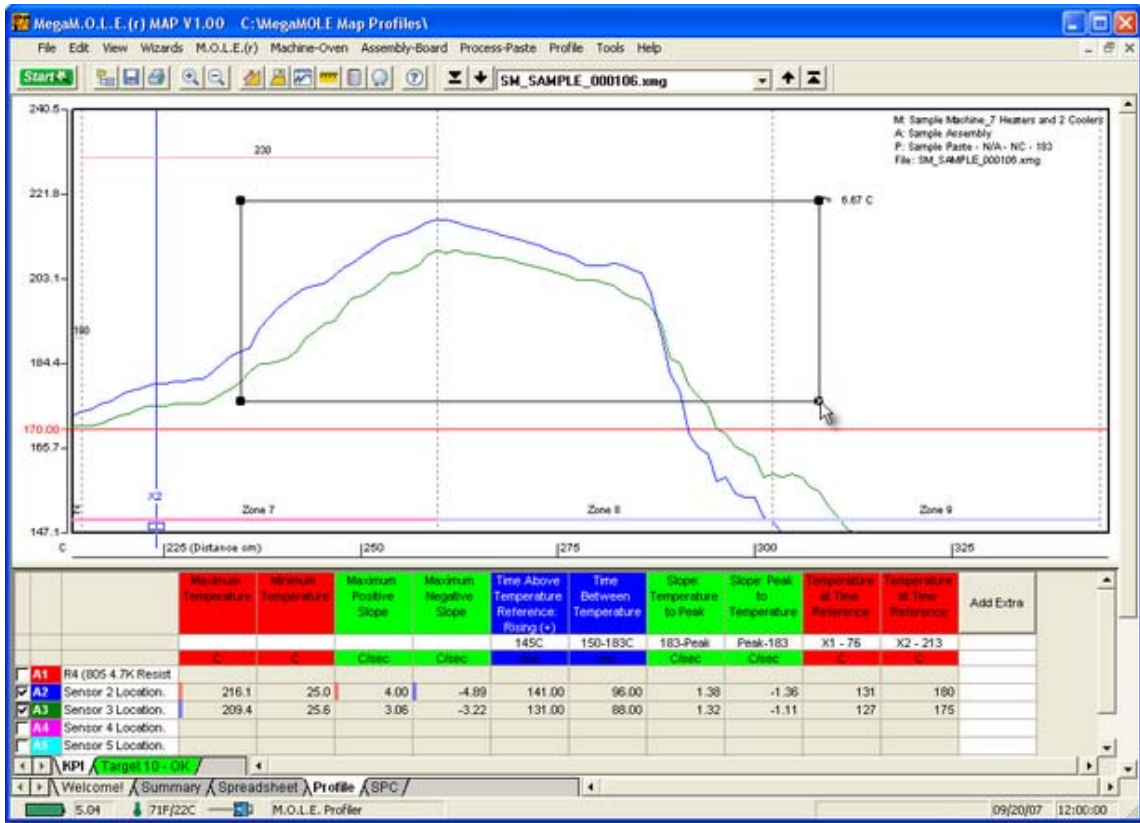 MegaM.O.L.E.(r) MAP V1.00 C:\MegaMOLE Map Profiles\
File Edit View Wizards M.O.L.E.(r) Machine-Oven Assembly-Board Process-Paste Profile Tools Help
Start SM_SAMPLE_000106.xmg
240.5
M: Sample Machine_7 Heaters and 2 Coolers
A: Sample Assembly
P: Sample Paste - N/A - NC - 183
File: SM_SAMPLE_000106.xmg
230
221.8
6.67 C
203.1
190
184.4
170.00
165.7
X2
Zone 7 Zone 8 Zone 9
147.1
C 225 (Distance cm) 250 275 300 325
Maximum Temperature Minimum Temperature Maximum Positive Slope Maximum Negative Slope Time Above Temperature Reference: Rising (+) Time Between Temperature Slope: Temperature to Peak Slope: Peak to Temperature Temperature at Time Reference Temperature at Time Reference Add Extra
145C 150-183C 183-Peak Peak-183 X1 - 76 X2 - 213
C C C/sec C/sec C/sec C/sec C C
A1 R4 (805 4.7K Resist
A2 Sensor 2 Location. 216.1 25.0 4.00 -4.89 141.00 96.00 1.38 -1.36 131 180
A3 Sensor 3 Location. 209.4 25.6 3.06 -3.22 131.00 88.00 1.32 -1.11 127 175
A4 Sensor 4 Location.
A5 Sensor 5 Location.
KPI Target 10 - OK
Welcome! Summary Spreadsheet Profile SPC
5.04 71F/22C M.O.L.E. Profiler 09/20/07 12:00:00